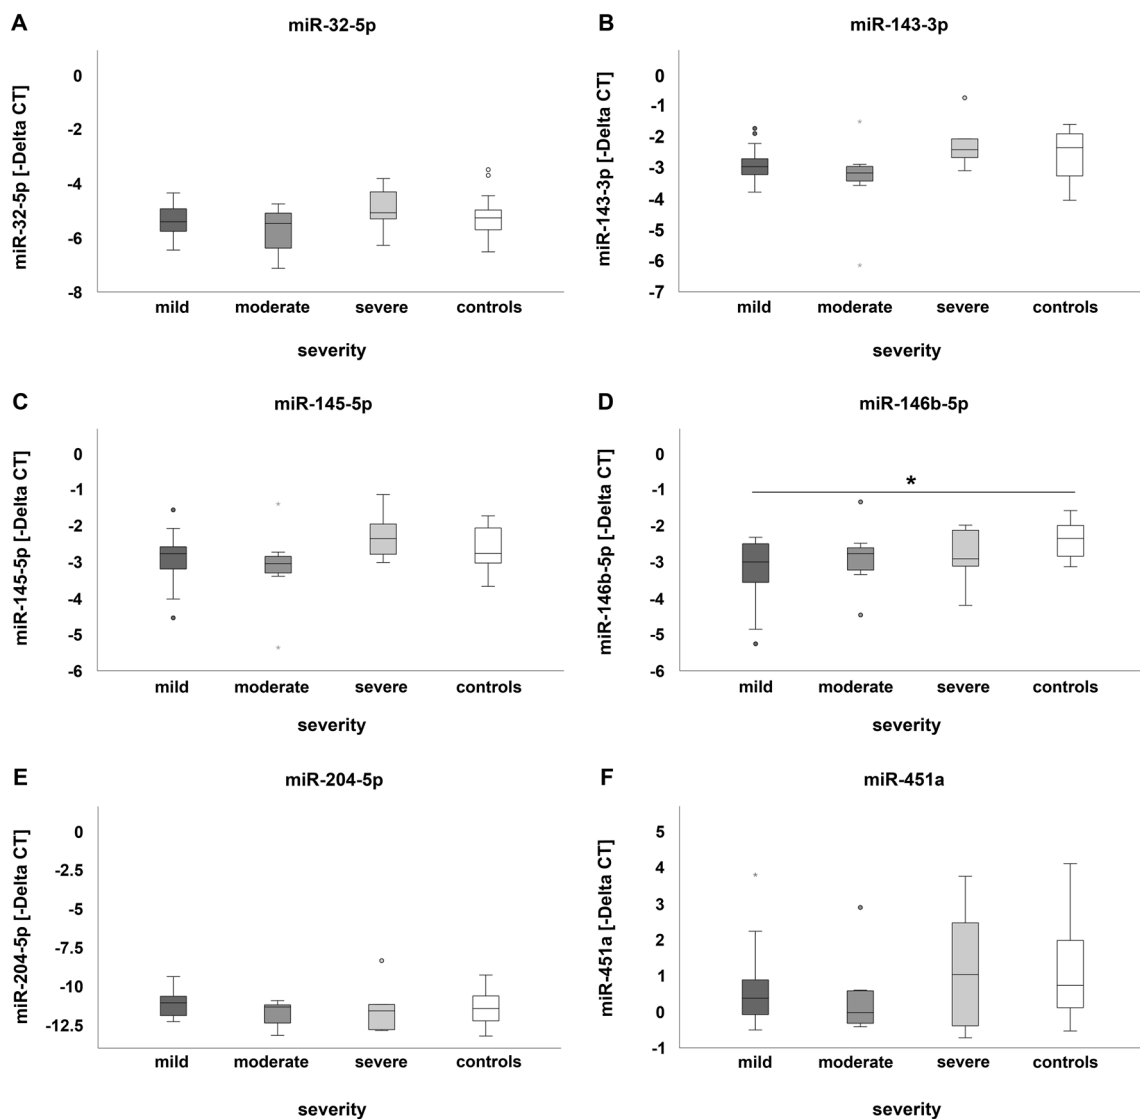 A
miR-32-5p
miR-32-5p [-Delta CT]
0
-2
-4
-6
-8
mild moderate severe controls
severity
B
miR-143-3p
miR-143-3p [-Delta CT]
0
-1
-2
-3
-4
-5
-6
-7
mild moderate severe controls
severity
C
miR-145-5p
miR-145-5p [-Delta CT]
0
-1
-2
-3
-4
-5
-6
mild moderate severe controls
severity
D
miR-146b-5p
miR-146b-5p [-Delta CT]
0
-1
-2
-3
-4
-5
-6
*
mild moderate severe controls
severity
E
miR-204-5p
miR-204-5p [-Delta CT]
0
-2.5
-5
-7.5
-10
-12.5
mild moderate severe controls
severity
F
miR-451a
miR-451a [-Delta CT]
5
4
3
2
1
0
-1
mild moderate severe controls
severity